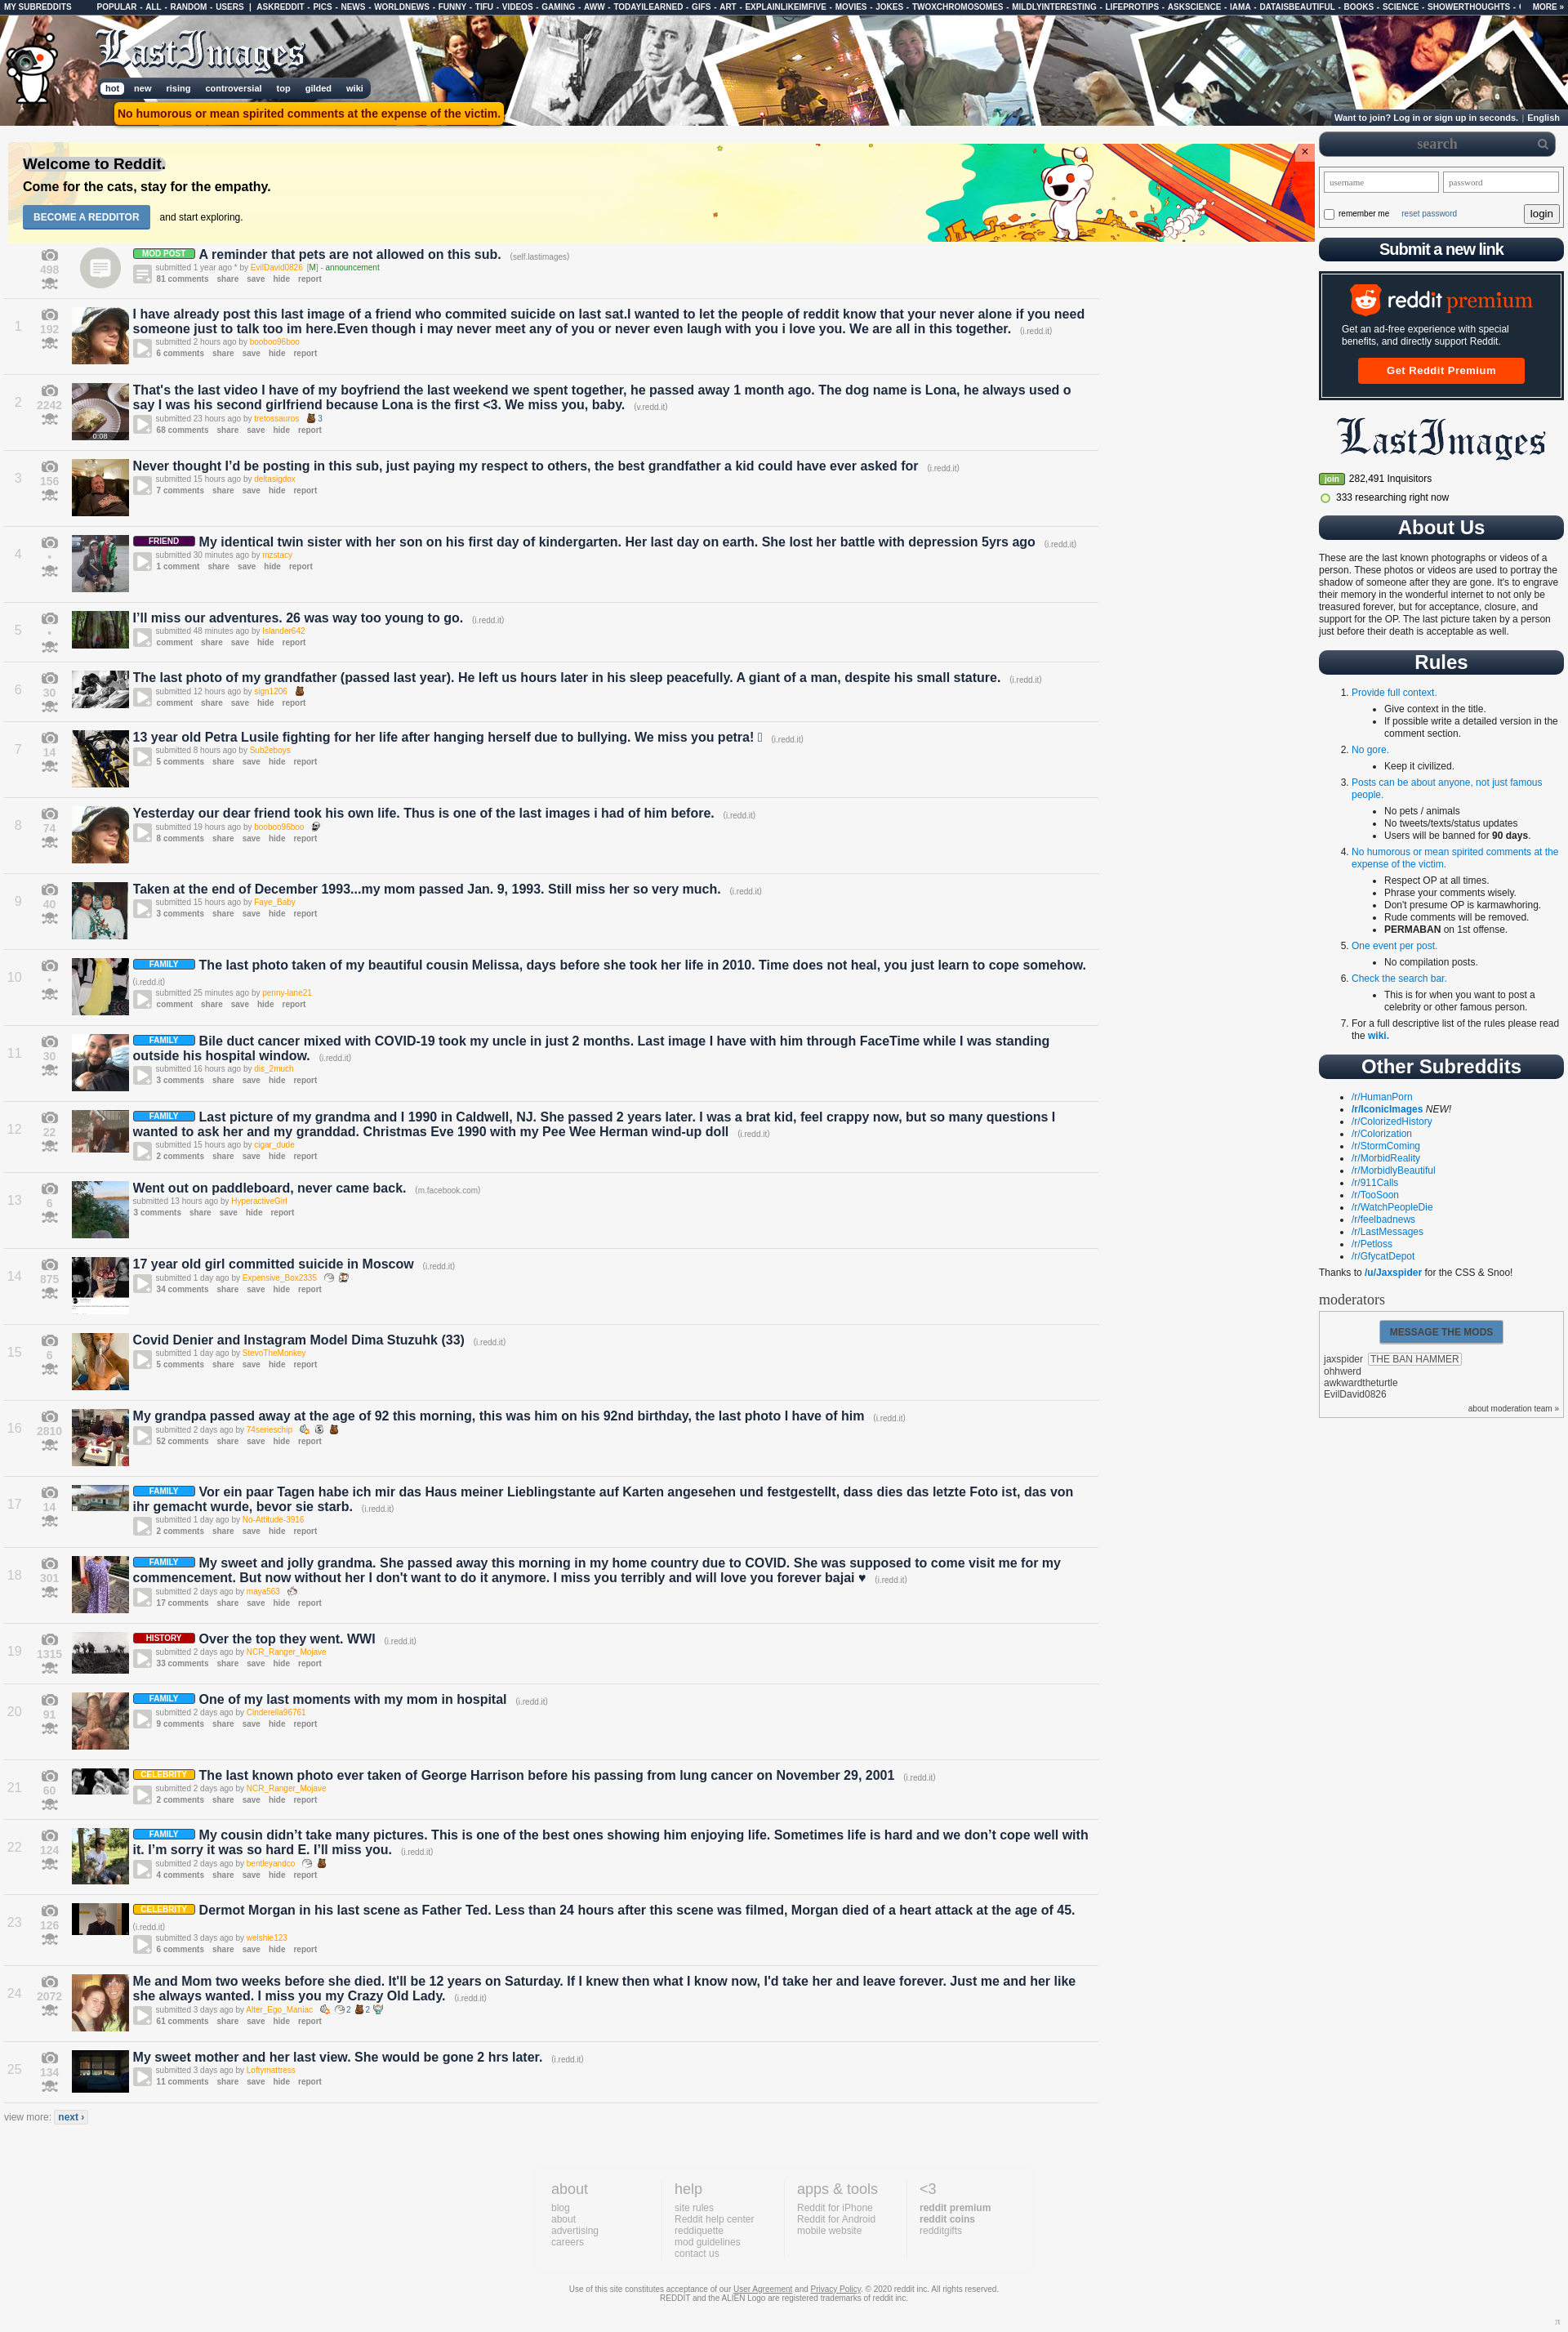 MY SUBREDDITS POPULAR - ALL - RANDOM - USERS | ASKREDDIT - PICS - NEWS - WORLDNEWS - FUNNY - TIFU - VIDEOS - GAMING - AWW - TODAYILEARNED - GIFS - ART - EXPLAINLIKEIMFIVE - MOVIES - JOKES - TWOXCHROMOSOMES - MILDLYINTERESTING - LIFEPROTIPS - ASKSCIENCE - IAMA - DATAISBEAUTIFUL - BOOKS - SCIENCE - SHOWERTHOUGHTS - MORE »
LastImages
hot new rising controversial top gilded wiki
No humorous or mean spirited comments at the expense of the victim.
Want to join? Log in or sign up in seconds. | English
Welcome to Reddit.
Come for the cats, stay for the empathy.
BECOME A REDDITOR and start exploring.
×
498
MOD POST A reminder that pets are not allowed on this sub. (self.lastimages)
submitted 1 year ago * by EvilDavid0826 [M] - announcement
81 comments share save hide report
1
192
I have already post this last image of a friend who commited suicide on last sat.I wanted to let the people of reddit know that your never alone if you need
someone just to talk too im here.Even though i may never meet any of you or never even laugh with you i love you. We are all in this together. (i.redd.it)
submitted 2 hours ago by booboo96boo
6 comments share save hide report
2
2242
0:08
That's the last video I have of my boyfriend the last weekend we spent together, he passed away 1 month ago. The dog name is Lona, he always used o
say I was his second girlfriend because Lona is the first <3. We miss you, baby. (v.redd.it)
submitted 23 hours ago by tretossauros 3
68 comments share save hide report
3
156
Never thought I’d be posting in this sub, just paying my respect to others, the best grandfather a kid could have ever asked for (i.redd.it)
submitted 15 hours ago by deltasigdox
7 comments share save hide report
4
•
FRIEND My identical twin sister with her son on his first day of kindergarten. Her last day on earth. She lost her battle with depression 5yrs ago (i.redd.it)
submitted 30 minutes ago by mzstacy
1 comment share save hide report
5
•
I’ll miss our adventures. 26 was way too young to go. (i.redd.it)
submitted 48 minutes ago by Islander642
comment share save hide report
6
30
The last photo of my grandfather (passed last year). He left us hours later in his sleep peacefully. A giant of a man, despite his small stature. (i.redd.it)
submitted 12 hours ago by sign1206
comment share save hide report
7
14
13 year old Petra Lusile fighting for her life after hanging herself due to bullying. We miss you petra! (i.redd.it)
submitted 8 hours ago by Sub2eboys
5 comments share save hide report
8
74
Yesterday our dear friend took his own life. Thus is one of the last images i had of him before. (i.redd.it)
submitted 19 hours ago by booboo96boo
8 comments share save hide report
9
40
Taken at the end of December 1993...my mom passed Jan. 9, 1993. Still miss her so very much. (i.redd.it)
submitted 15 hours ago by Faye_Baby
3 comments share save hide report
10
•
FAMILY The last photo taken of my beautiful cousin Melissa, days before she took her life in 2010. Time does not heal, you just learn to cope somehow.
(i.redd.it)
submitted 25 minutes ago by penny-lane21
comment share save hide report
11
30
FAMILY Bile duct cancer mixed with COVID-19 took my uncle in just 2 months. Last image I have with him through FaceTime while I was standing
outside his hospital window. (i.redd.it)
submitted 16 hours ago by dis_2much
3 comments share save hide report
12
22
FAMILY Last picture of my grandma and I 1990 in Caldwell, NJ. She passed 2 years later. I was a brat kid, feel crappy now, but so many questions I
wanted to ask her and my granddad. Christmas Eve 1990 with my Pee Wee Herman wind-up doll (i.redd.it)
submitted 15 hours ago by cigar_dude
2 comments share save hide report
13
6
Went out on paddleboard, never came back. (m.facebook.com)
submitted 13 hours ago by HyperactiveGirl
3 comments share save hide report
14
875
17 year old girl committed suicide in Moscow (i.redd.it)
submitted 1 day ago by Expensive_Box2335
34 comments share save hide report
15
6
Covid Denier and Instagram Model Dima Stuzuhk (33) (i.redd.it)
submitted 1 day ago by StevoTheMonkey
5 comments share save hide report
16
2810
My grandpa passed away at the age of 92 this morning, this was him on his 92nd birthday, the last photo I have of him (i.redd.it)
submitted 2 days ago by 74serieschip
52 comments share save hide report
17
14
FAMILY Vor ein paar Tagen habe ich mir das Haus meiner Lieblingstante auf Karten angesehen und festgestellt, dass dies das letzte Foto ist, das von
ihr gemacht wurde, bevor sie starb. (i.redd.it)
submitted 1 day ago by No-Attitude-3916
2 comments share save hide report
18
301
FAMILY My sweet and jolly grandma. She passed away this morning in my home country due to COVID. She was supposed to come visit me for my
commencement. But now without her I don't want to do it anymore. I miss you terribly and will love you forever bajai ♥ (i.redd.it)
submitted 2 days ago by maya563
17 comments share save hide report
19
1315
HISTORY Over the top they went. WWI (i.redd.it)
submitted 2 days ago by NCR_Ranger_Mojave
33 comments share save hide report
20
91
FAMILY One of my last moments with my mom in hospital (i.redd.it)
submitted 2 days ago by Cinderella96761
9 comments share save hide report
21
60
CELEBRITY The last known photo ever taken of George Harrison before his passing from lung cancer on November 29, 2001 (i.redd.it)
submitted 2 days ago by NCR_Ranger_Mojave
2 comments share save hide report
22
124
FAMILY My cousin didn’t take many pictures. This is one of the best ones showing him enjoying life. Sometimes life is hard and we don’t cope well with
it. I’m sorry it was so hard E. I’ll miss you. (i.redd.it)
submitted 2 days ago by bentleyandco
4 comments share save hide report
23
126
CELEBRITY Dermot Morgan in his last scene as Father Ted. Less than 24 hours after this scene was filmed, Morgan died of a heart attack at the age of 45.
(i.redd.it)
submitted 3 days ago by welshie123
6 comments share save hide report
24
2072
Me and Mom two weeks before she died. It'll be 12 years on Saturday. If I knew then what I know now, I'd take her and leave forever. Just me and her like
she always wanted. I miss you my Crazy Old Lady. (i.redd.it)
submitted 3 days ago by Alter_Ego_Maniac 2 2
61 comments share save hide report
25
134
My sweet mother and her last view. She would be gone 2 hrs later. (i.redd.it)
submitted 3 days ago by Loftymattress
11 comments share save hide report
view more: next ›
search
username password
remember me reset password login
Submit a new link
reddit premium
Get an ad-free experience with special
benefits, and directly support Reddit.
Get Reddit Premium
LastImages
join 282,491 Inquisitors
333 researching right now
About Us
These are the last known photographs or videos of a
person. These photos or videos are used to portray the
shadow of someone after they are gone. It's to engrave
their memory in the wonderful internet to not only be
treasured forever, but for acceptance, closure, and
support for the OP. The last picture taken by a person
just before their death is acceptable as well.
Rules
1. Provide full context.
• Give context in the title.
• If possible write a detailed version in the
comment section.
2. No gore.
• Keep it civilized.
3. Posts can be about anyone, not just famous
people.
• No pets / animals
• No tweets/texts/status updates
• Users will be banned for 90 days.
4. No humorous or mean spirited comments at the
expense of the victim.
• Respect OP at all times.
• Phrase your comments wisely.
• Don't presume OP is karmawhoring.
• Rude comments will be removed.
• PERMABAN on 1st offense.
5. One event per post.
• No compilation posts.
6. Check the search bar.
• This is for when you want to post a
celebrity or other famous person.
7. For a full descriptive list of the rules please read
the wiki.
Other Subreddits
• /r/HumanPorn
• /r/IconicImages NEW!
• /r/ColorizedHistory
• /r/Colorization
• /r/StormComing
• /r/MorbidReality
• /r/MorbidlyBeautiful
• /r/911Calls
• /r/TooSoon
• /r/WatchPeopleDie
• /r/feelbadnews
• /r/LastMessages
• /r/Petloss
• /r/GfycatDepot
Thanks to /u/Jaxspider for the CSS & Snoo!
moderators
MESSAGE THE MODS
jaxspider THE BAN HAMMER
ohhwerd
awkwardtheturtle
EvilDavid0826
about moderation team »
about
blog
about
advertising
careers
help
site rules
Reddit help center
reddiquette
mod guidelines
contact us
apps & tools
Reddit for iPhone
Reddit for Android
mobile website
<3
reddit premium
reddit coins
redditgifts
Use of this site constitutes acceptance of our User Agreement and Privacy Policy. © 2020 reddit inc. All rights reserved.
REDDIT and the ALIEN Logo are registered trademarks of reddit inc.
π